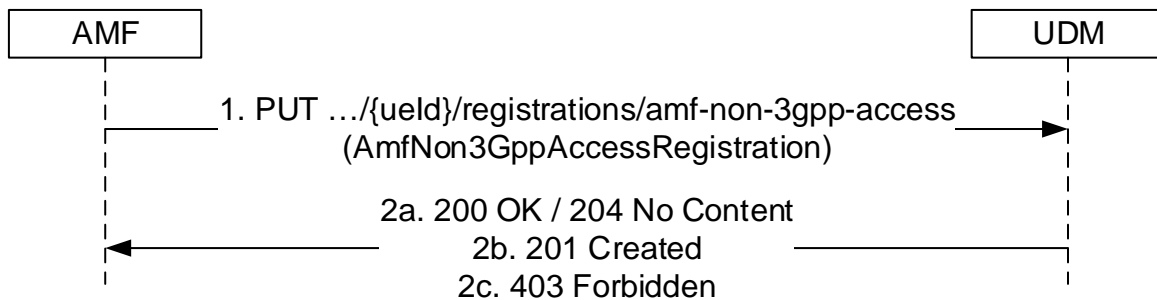 AMF
UDM
1. PUT …/{ueId}/registrations/amf-non-3gpp-access
(AmfNon3GppAccessRegistration)
2a. 200 OK / 204 No Content
2b. 201 Created
2c. 403 Forbidden